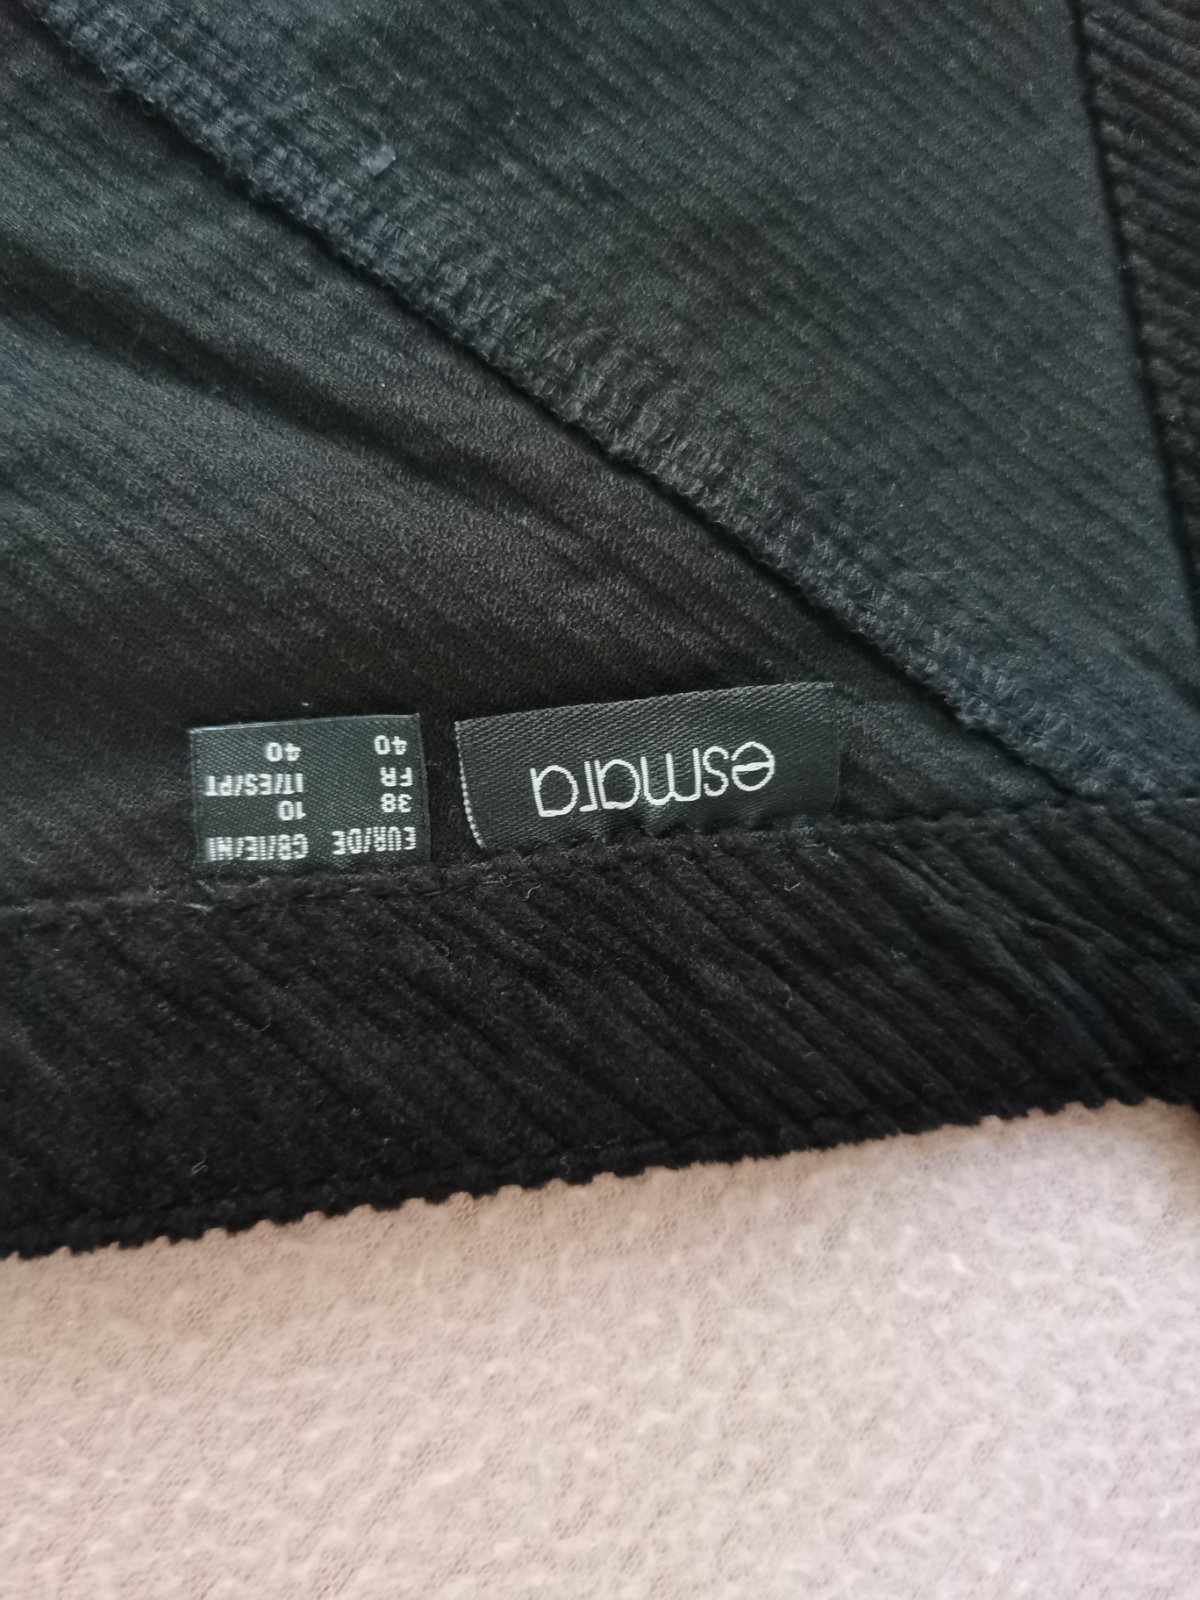 esmara
EUR/DE GB/IE/NI
38 10
FR IT/ES/PT
40 40